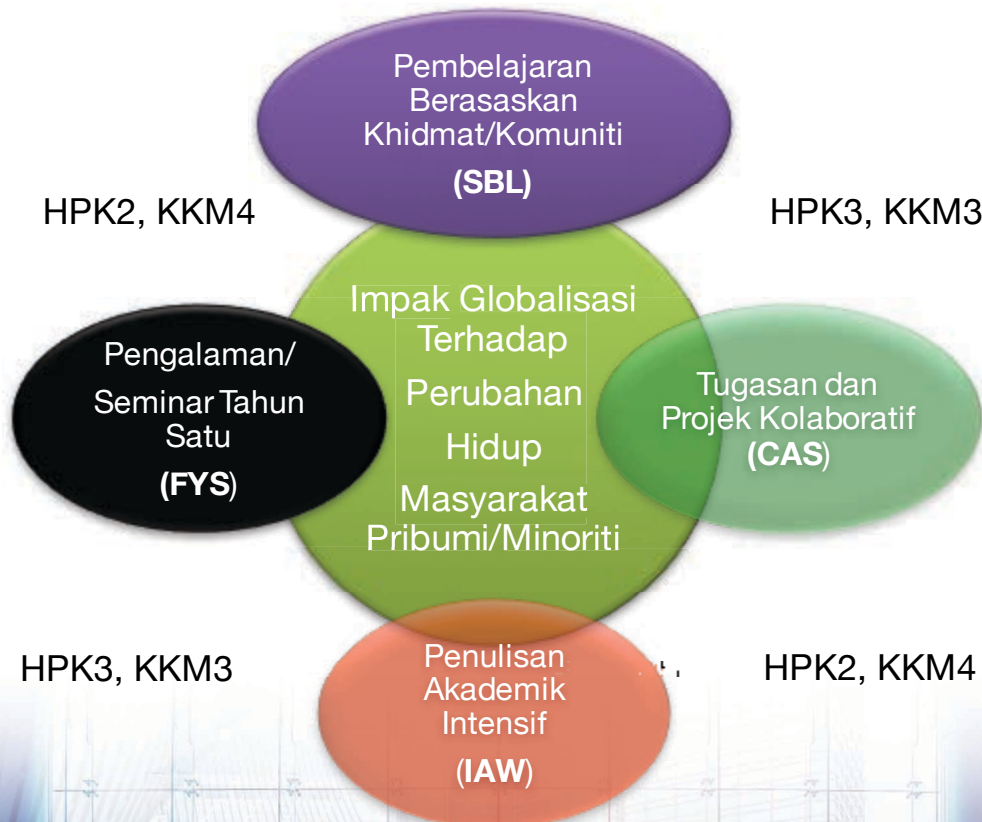 Pembelajaran
Berasaskan
Khidmat/Komuniti
(SBL)
HPK2, KKM4
HPK3, KKM3
Impak Globalisasi
Terhadap
Perubahan
Hidup
Masyarakat
Pribumi/Minoriti
Pengalaman/
Seminar Tahun
Satu
(FYS)
Tugasan dan
Projek Kolaboratif
(CAS)
HPK3, KKM3
HPK2, KKM4
Penulisan
Akademik
Intensif
(IAW)